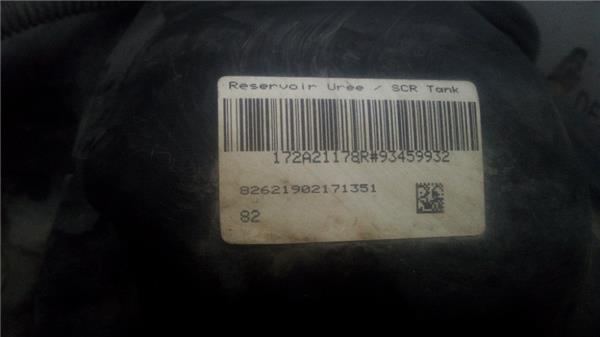 Reservoir Urée / SCR Tank
172A21178R#93459932
82621902171351
82